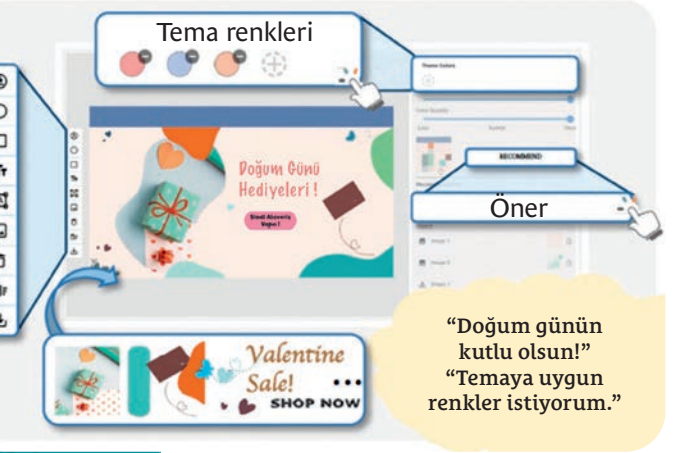 Tema renkleri
Theme Colors
RECOMMEND
Öner
Doğum Günü
Hediyeleri !
Şimdi Alışveriş
Yapın !
Valentine
Sale!
SHOP NOW
“Doğum günün
kutlu olsun!”
“Temaya uygun
renkler istiyorum.”